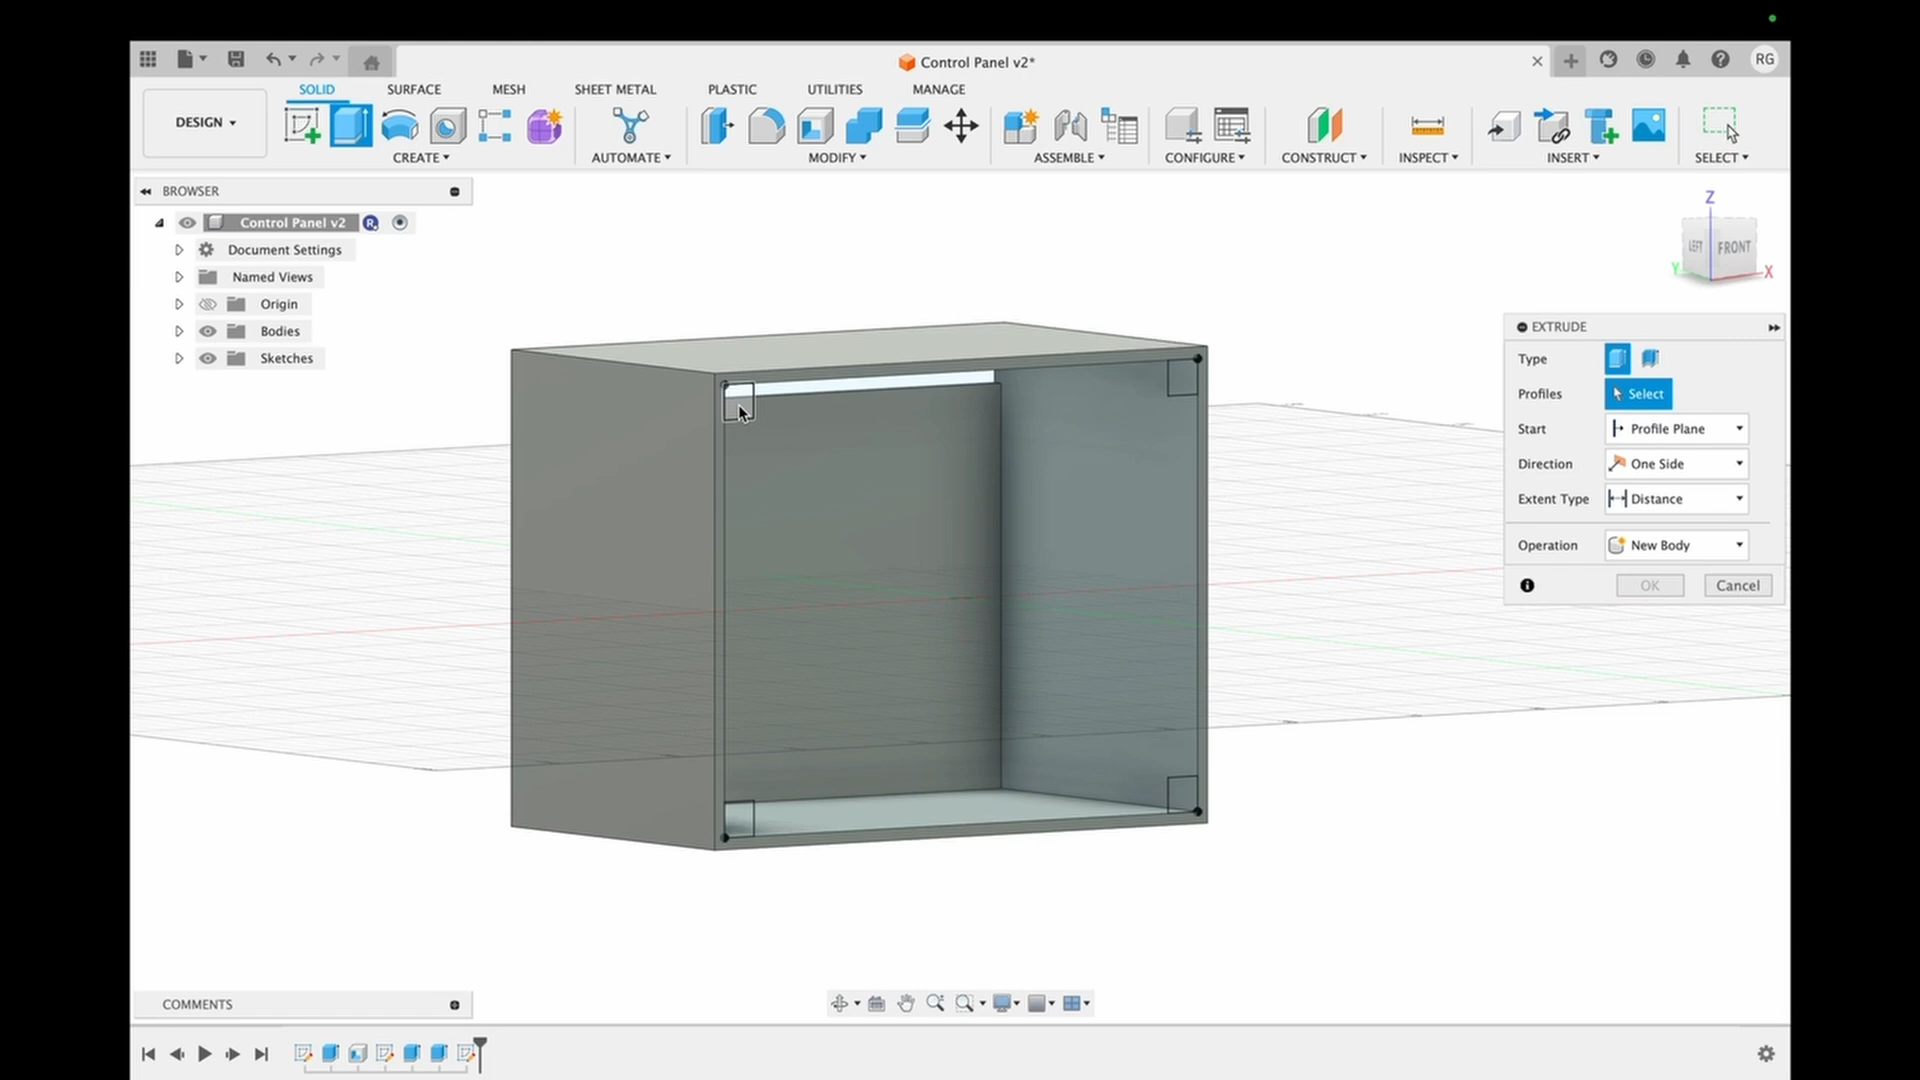 Control Panel v2*
RG
SOLID SURFACE MESH SHEET METAL PLASTIC UTILITIES MANAGE
DESIGN
CREATE AUTOMATE MODIFY ASSEMBLE CONFIGURE CONSTRUCT INSPECT INSERT SELECT
BROWSER
Control Panel v2 R
Document Settings
Named Views
Origin
Bodies
Sketches
Z
LEFT FRONT
Y X
EXTRUDE
Type
Profiles Select
Start Profile Plane
Direction One Side
Extent Type Distance
Operation New Body
OK Cancel
COMMENTS